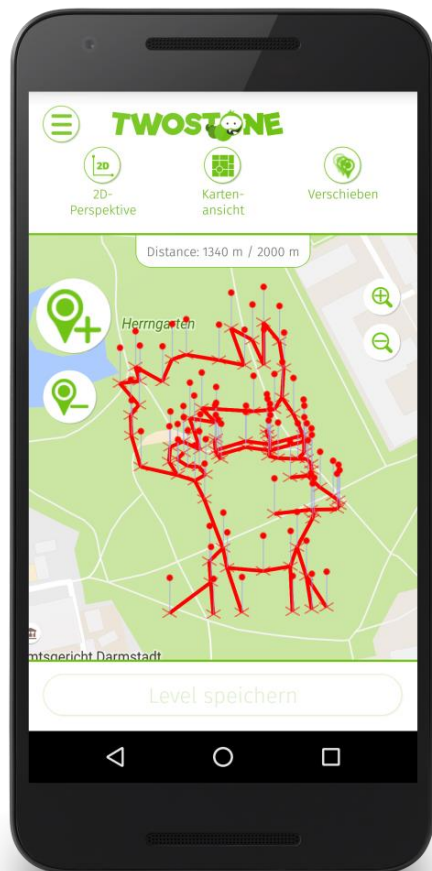 TWOSTONE
2D
2D-
Perspektive
Karten-
ansicht
Verschieben
Distance: 1340 m / 2000 m
Herrngarten
mtsgericht Darmstadt
Level speichern